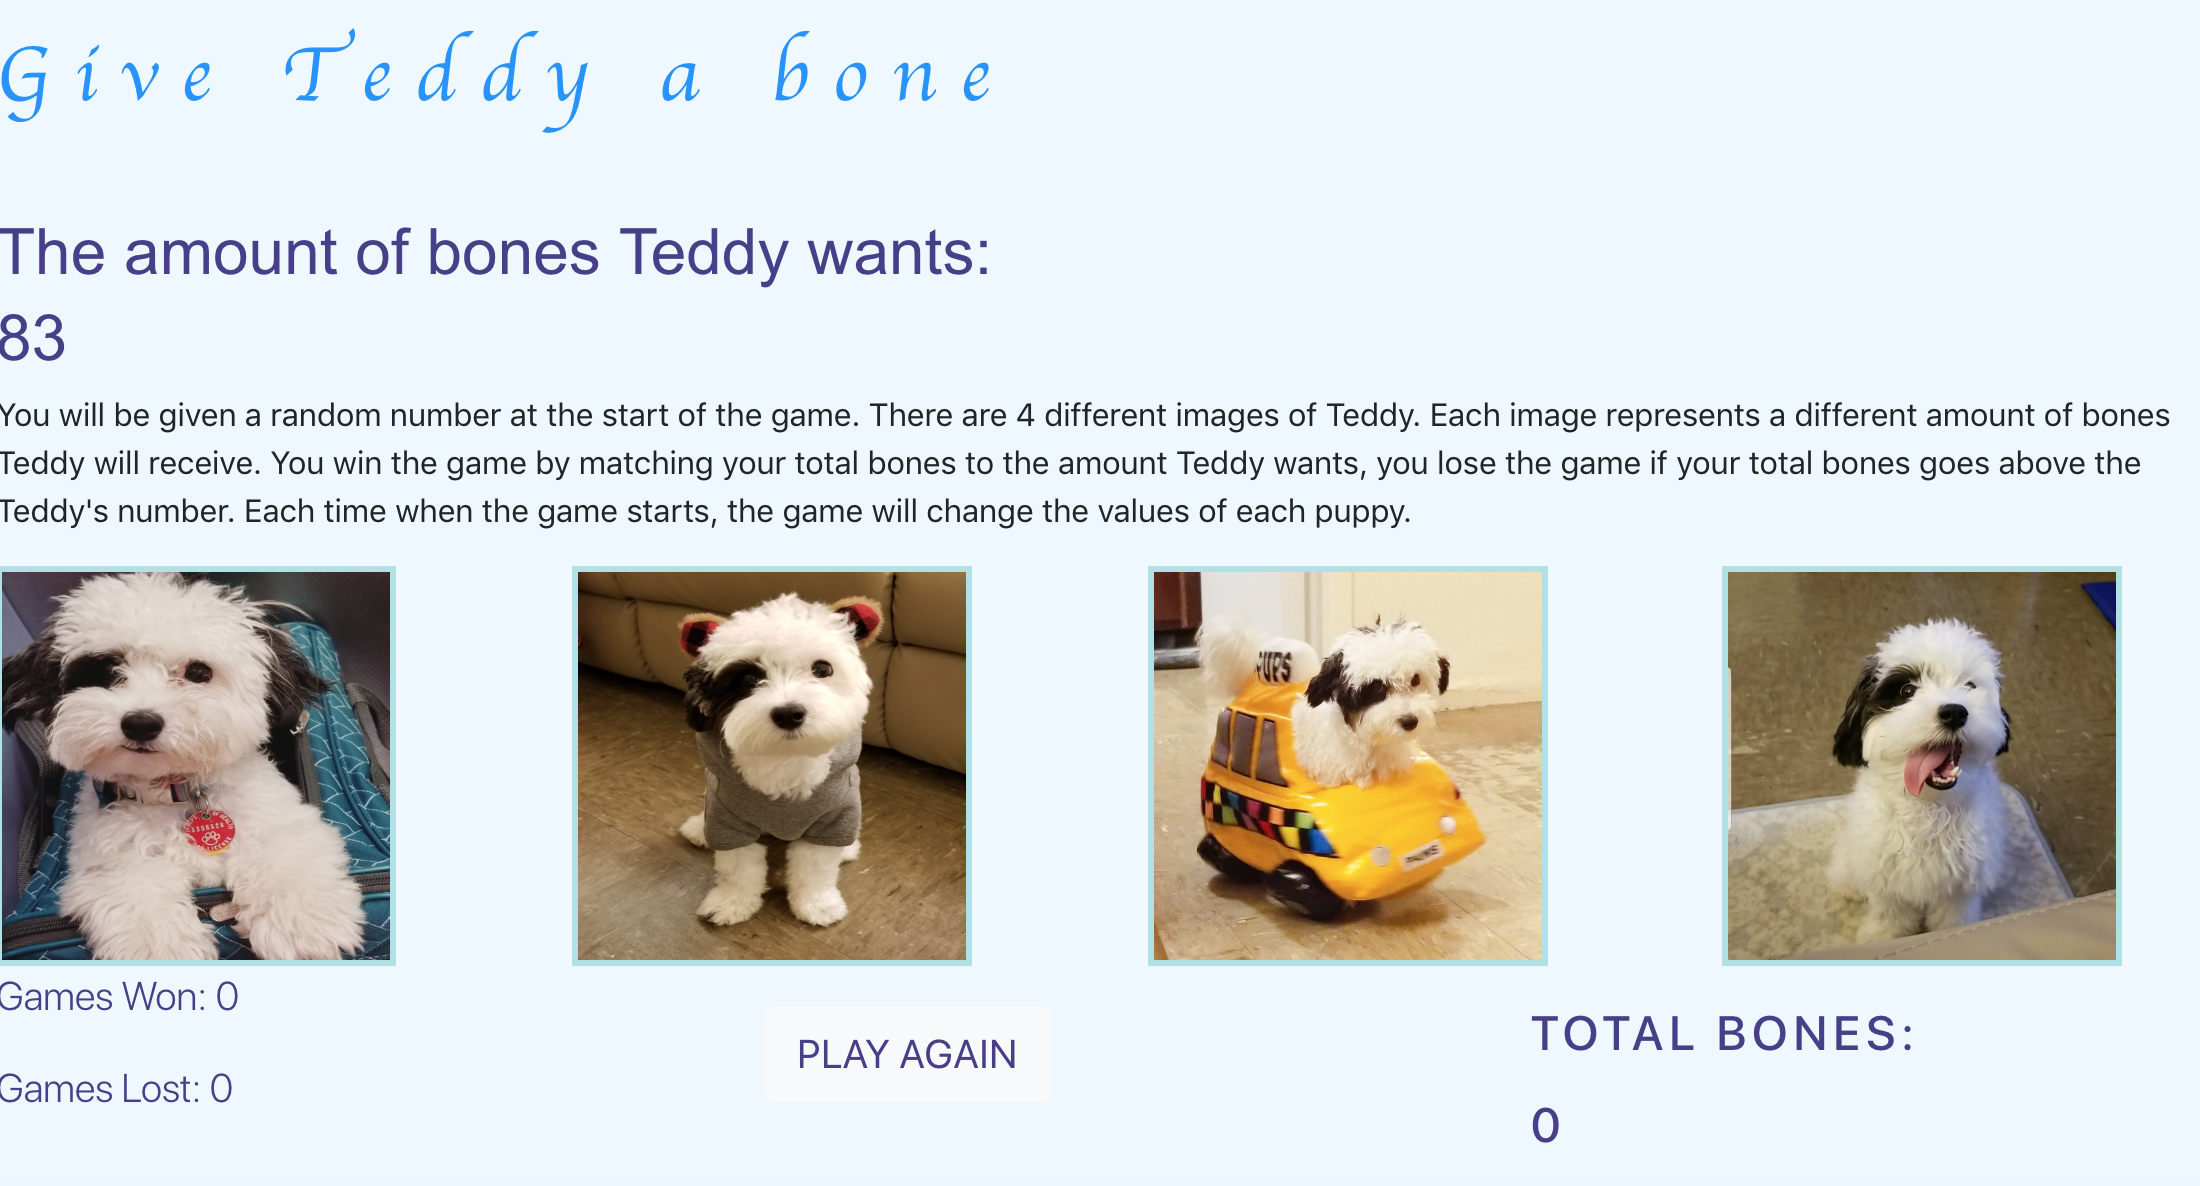 Give Teddy a bone
The amount of bones Teddy wants:
83
You will be given a random number at the start of the game. There are 4 different images of Teddy. Each image represents a different amount of bones
Teddy will receive. You win the game by matching your total bones to the amount Teddy wants, you lose the game if your total bones goes above the
Teddy's number. Each time when the game starts, the game will change the values of each puppy.
PUPS
Games Won: 0
Games Lost: 0
PLAY AGAIN
TOTAL BONES:
0